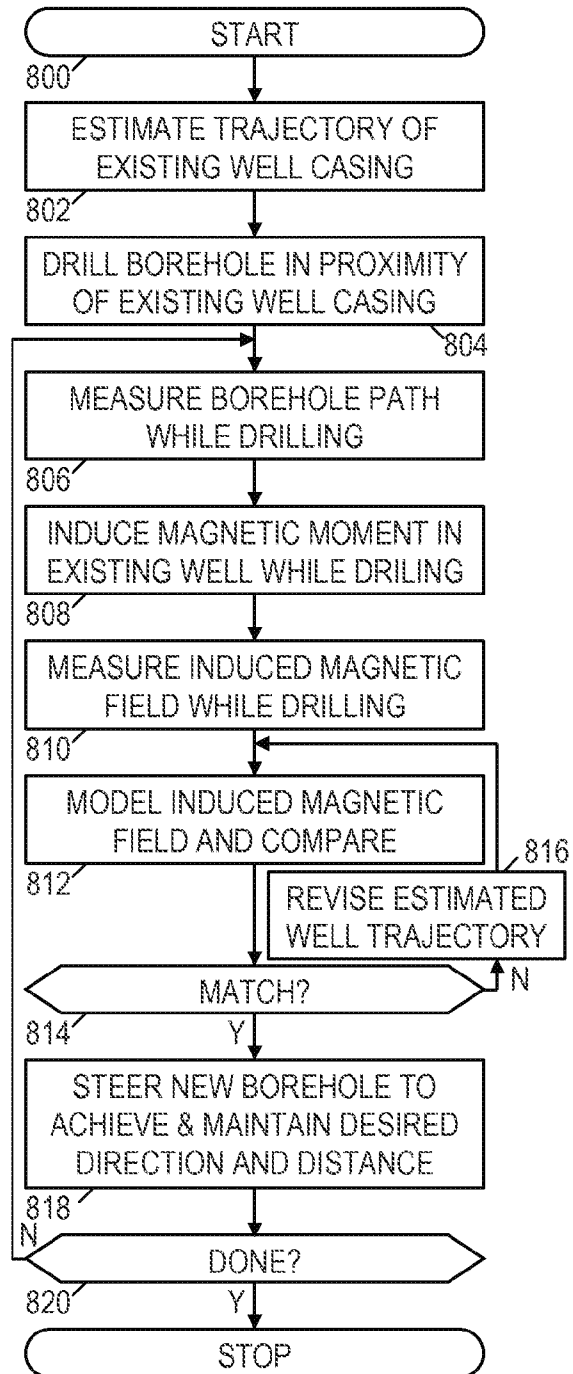 START
800
ESTIMATE TRAJECTORY OF
EXISTING WELL CASING
802
DRILL BOREHOLE IN PROXIMITY
OF EXISTING WELL CASING
804
MEASURE BOREHOLE PATH
WHILE DRILLING
806
INDUCE MAGNETIC MOMENT IN
EXISTING WELL WHILE DRILING
808
MEASURE INDUCED MAGNETIC
FIELD WHILE DRILLING
810
MODEL INDUCED MAGNETIC
FIELD AND COMPARE
812
816
REVISE ESTIMATED
WELL TRAJECTORY
N
MATCH?
814
Y
STEER NEW BOREHOLE TO
ACHIEVE & MAINTAIN DESIRED
DIRECTION AND DISTANCE
818
N
DONE?
820
Y
STOP